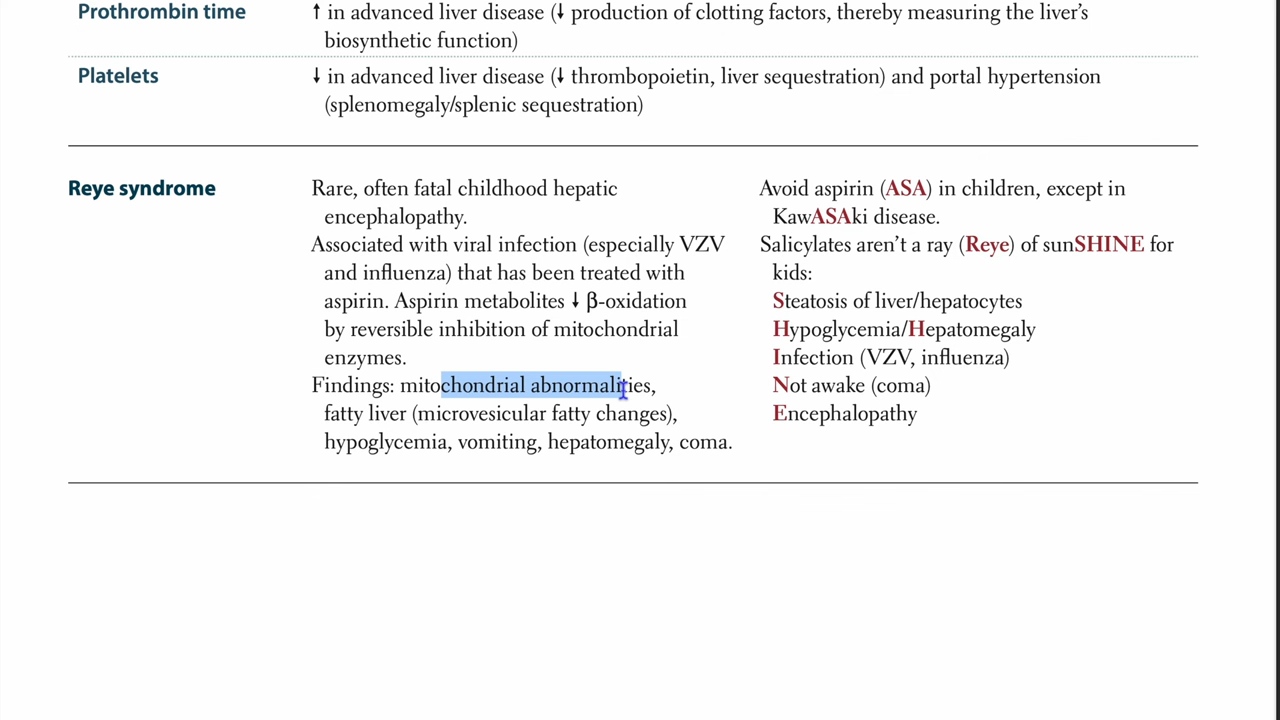 Prothrombin time ↑ in advanced liver disease (↓ production of clotting factors, thereby measuring the liver’s
biosynthetic function)
Platelets ↓ in advanced liver disease (↓ thrombopoietin, liver sequestration) and portal hypertension
(splenomegaly/splenic sequestration)
Reye syndrome
Rare, often fatal childhood hepatic
encephalopathy.
Associated with viral infection (especially VZV
and influenza) that has been treated with
aspirin. Aspirin metabolites ↓ β-oxidation
by reversible inhibition of mitochondrial
enzymes.
Findings: mitochondrial abnormalities,
fatty liver (microvesicular fatty changes),
hypoglycemia, vomiting, hepatomegaly, coma.
Avoid aspirin (ASA) in children, except in
KawASAki disease.
Salicylates aren’t a ray (Reye) of sunSHINE for
kids:
Steatosis of liver/hepatocytes
Hypoglycemia/Hepatomegaly
Infection (VZV, influenza)
Not awake (coma)
Encephalopathy